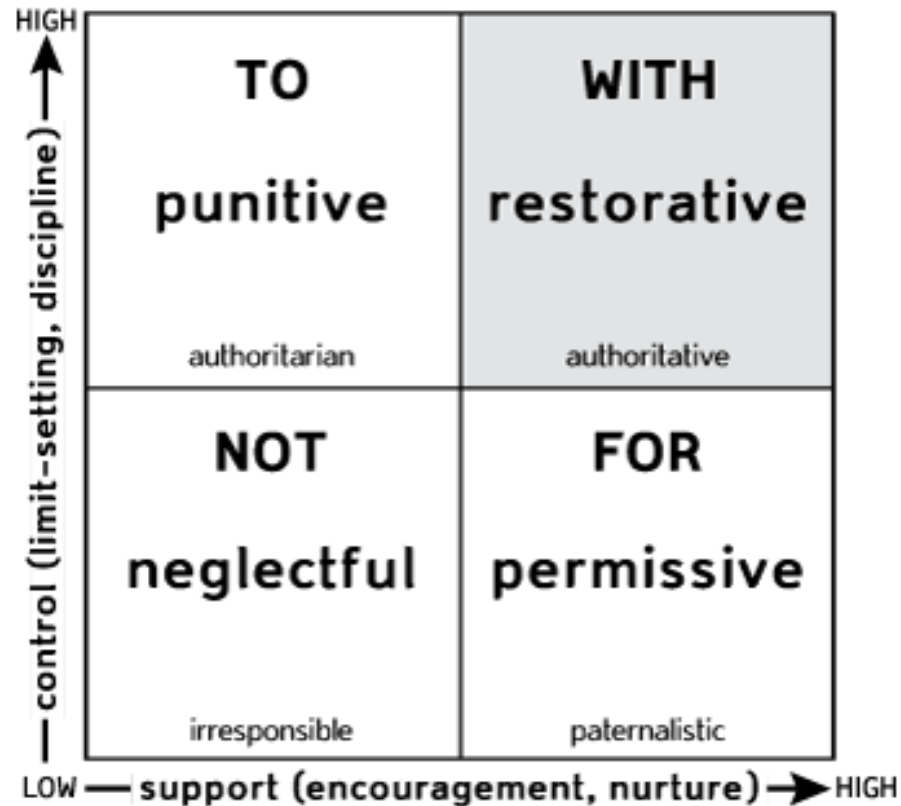 HIGH
control (limit-setting, discipline)
TO
punitive
authoritarian
WITH
restorative
authoritative
NOT
neglectful
irresponsible
FOR
permissive
paternalistic
LOW
support (encouragement, nurture)
HIGH